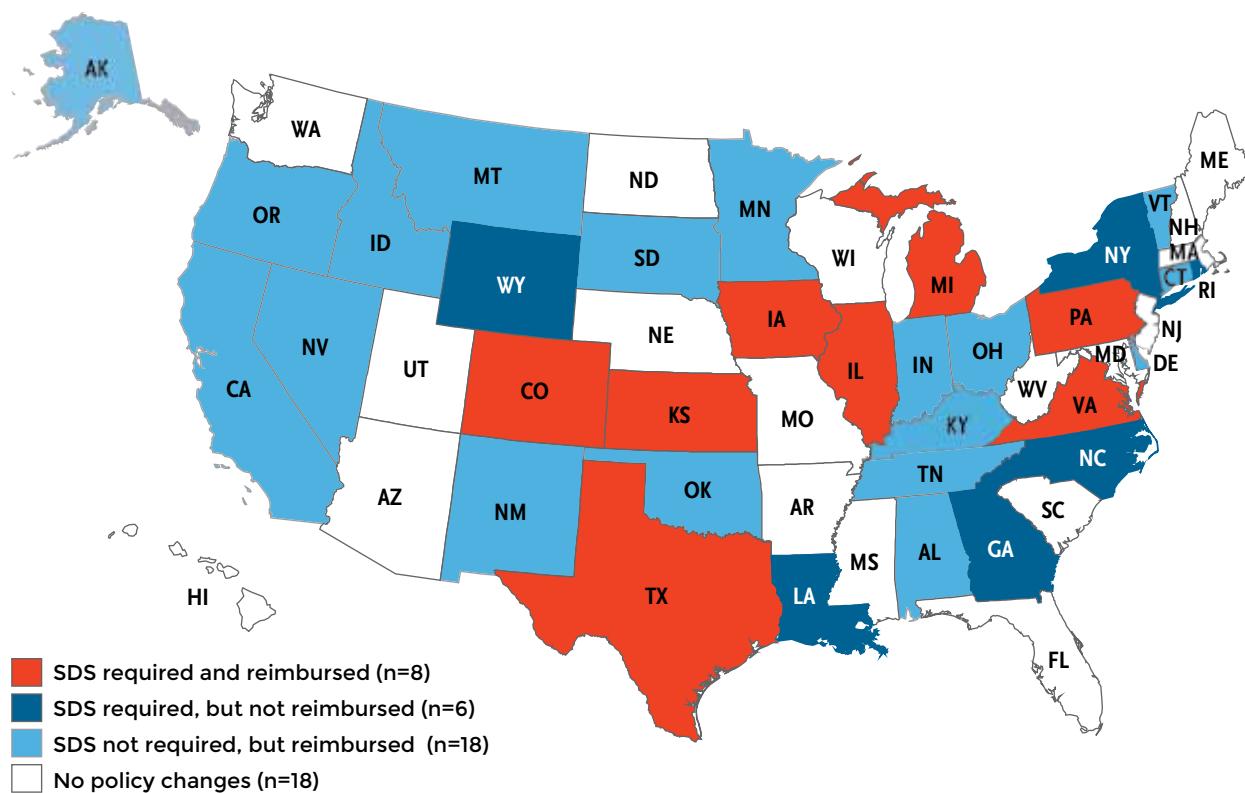 AK
WA
MT
ND
MN
ME
OR
ID
SD
WI
VT
NH
NY
MA
CT
RI
WY
MI
IA
PA
NE
NV
UT
IL
IN
OH
NJ
MD
DE
CA
CO
KS
MO
WV
VA
KY
NC
AZ
NM
OK
TN
AR
SC
MS
AL
GA
HI
TX
LA
FL
SDS required and reimbursed (n=8)
SDS required, but not reimbursed (n=6)
SDS not required, but reimbursed (n=18)
No policy changes (n=18)